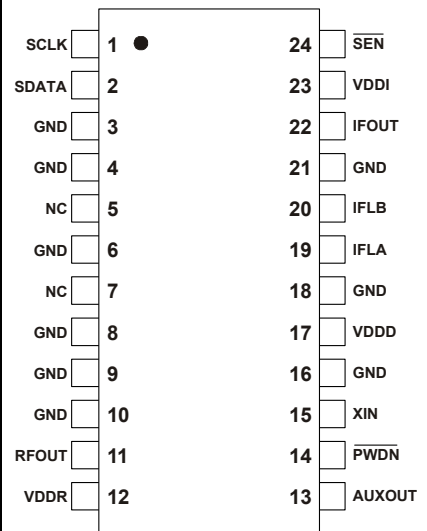 SCLK 1 24 S̅E̅N̅
SDATA 2 23 VDDI
GND 3 22 IFOUT
GND 4 21 GND
NC 5 20 IFLB
GND 6 19 IFLA
NC 7 18 GND
GND 8 17 VDDD
GND 9 16 GND
GND 10 15 XIN
RFOUT 11 14 P̅W̅D̅N̅
VDDR 12 13 AUXOUT